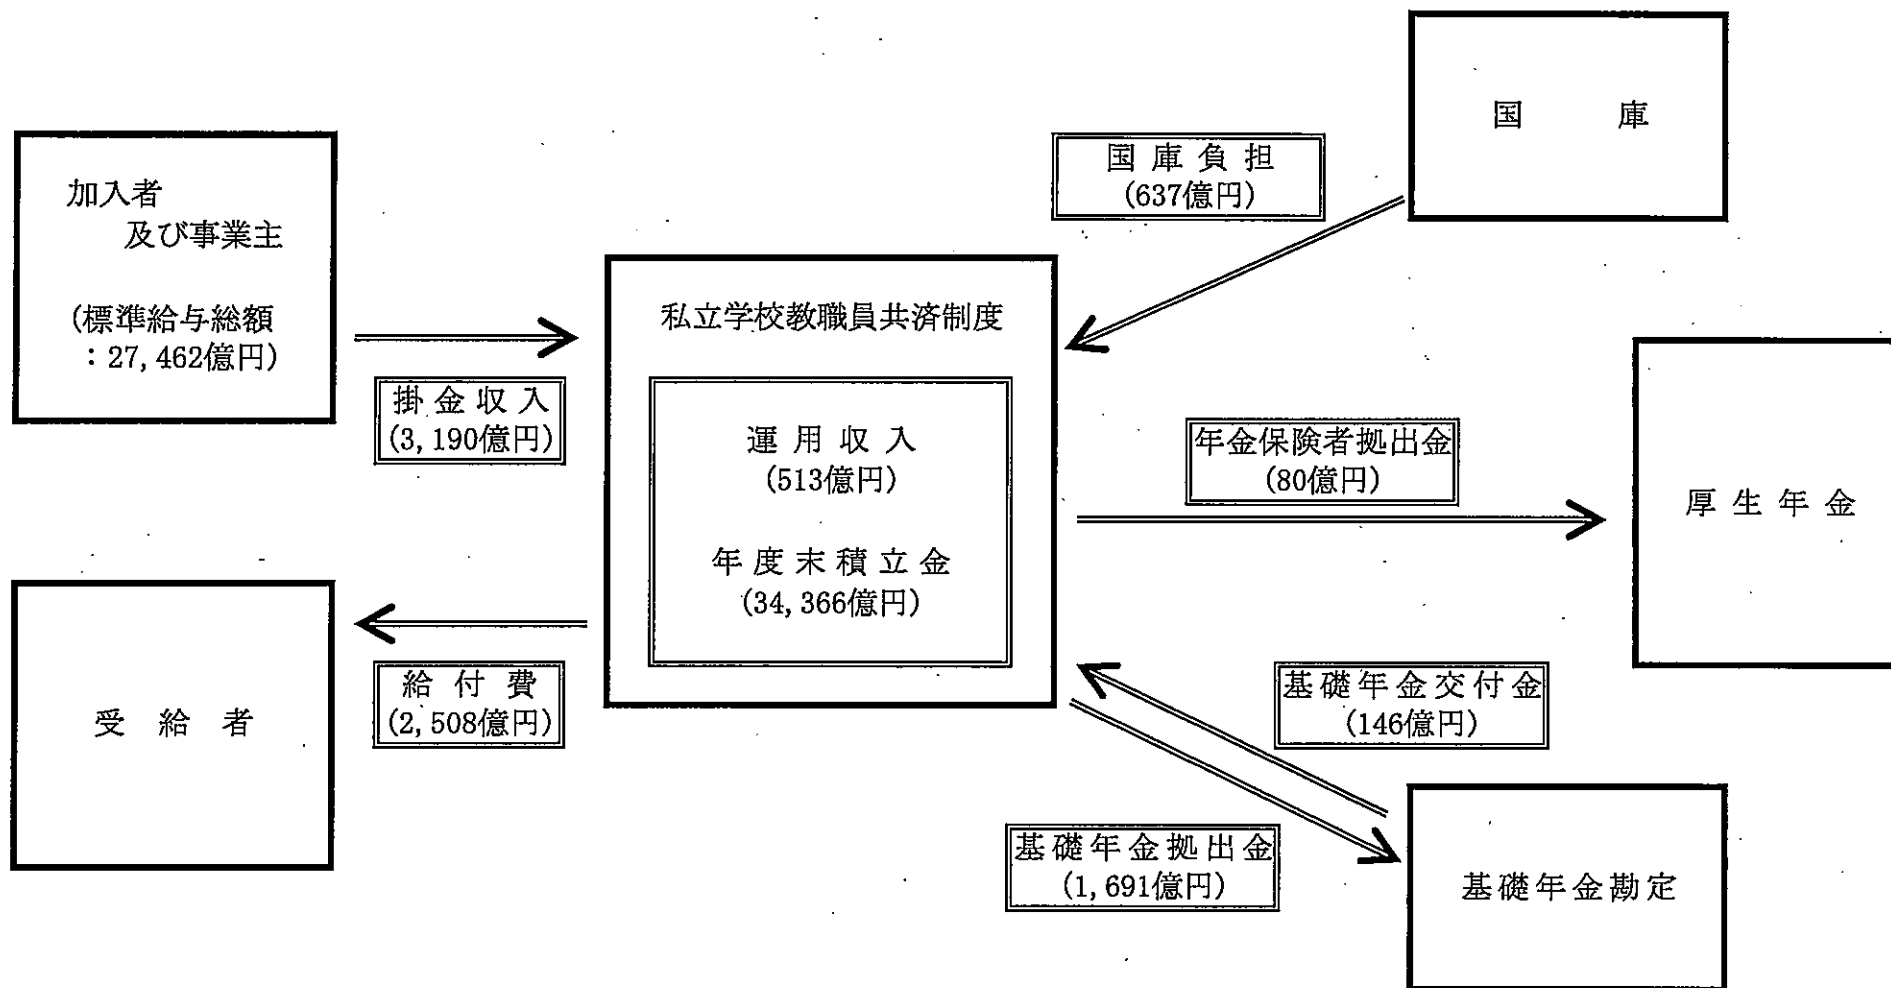 国庫
国庫負担
(637億円)
加入者
及び事業主
(標準給与総額
：27,462億円)
掛金収入
(3,190億円)
私立学校教職員共済制度
運用収入
(513億円)
年度末積立金
(34,366億円)
年金保険者拠出金
(80億円)
厚生年金
給付費
(2,508億円)
受給者
基礎年金交付金
(146億円)
基礎年金拠出金
(1,691億円)
基礎年金勘定